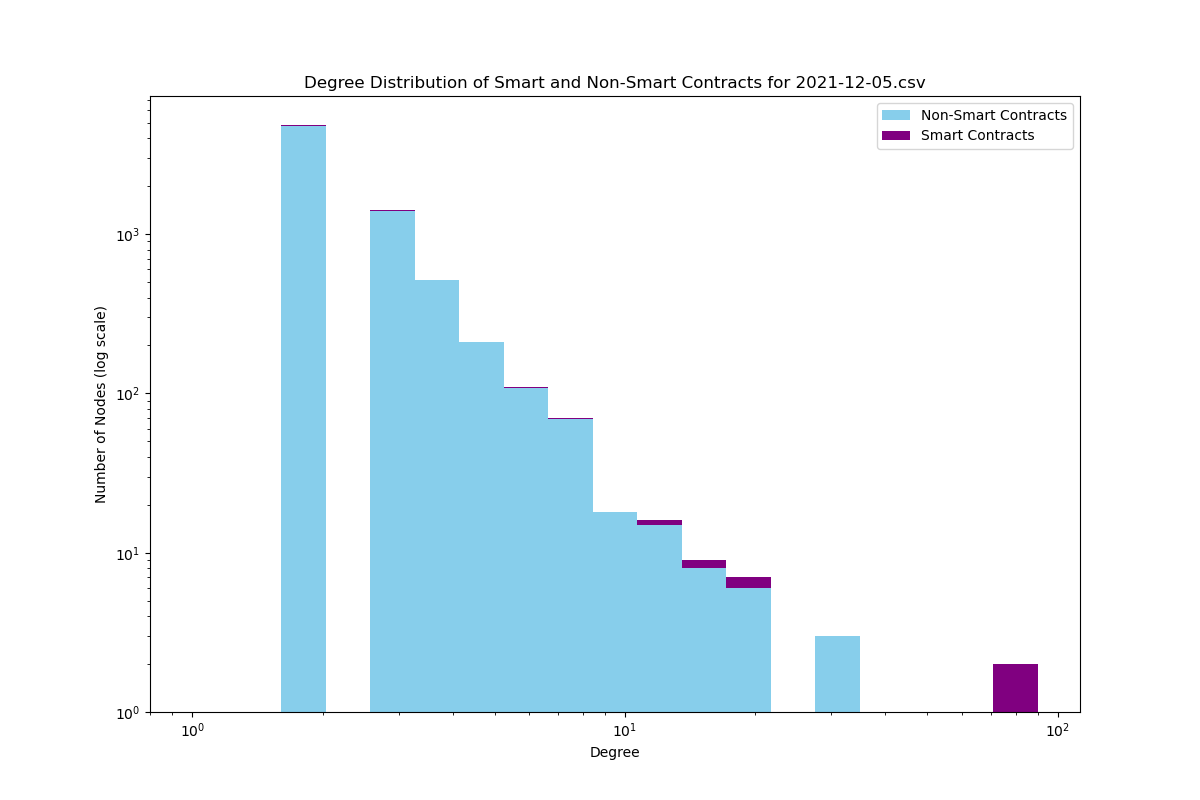 Degree Distribution of Smart and Non-Smart Contracts for 2021-12-05.csv
Non-Smart Contracts
Smart Contracts
Number of Nodes (log scale)
10³
10²
10¹
10⁰
10⁰ 10¹ 10²
Degree